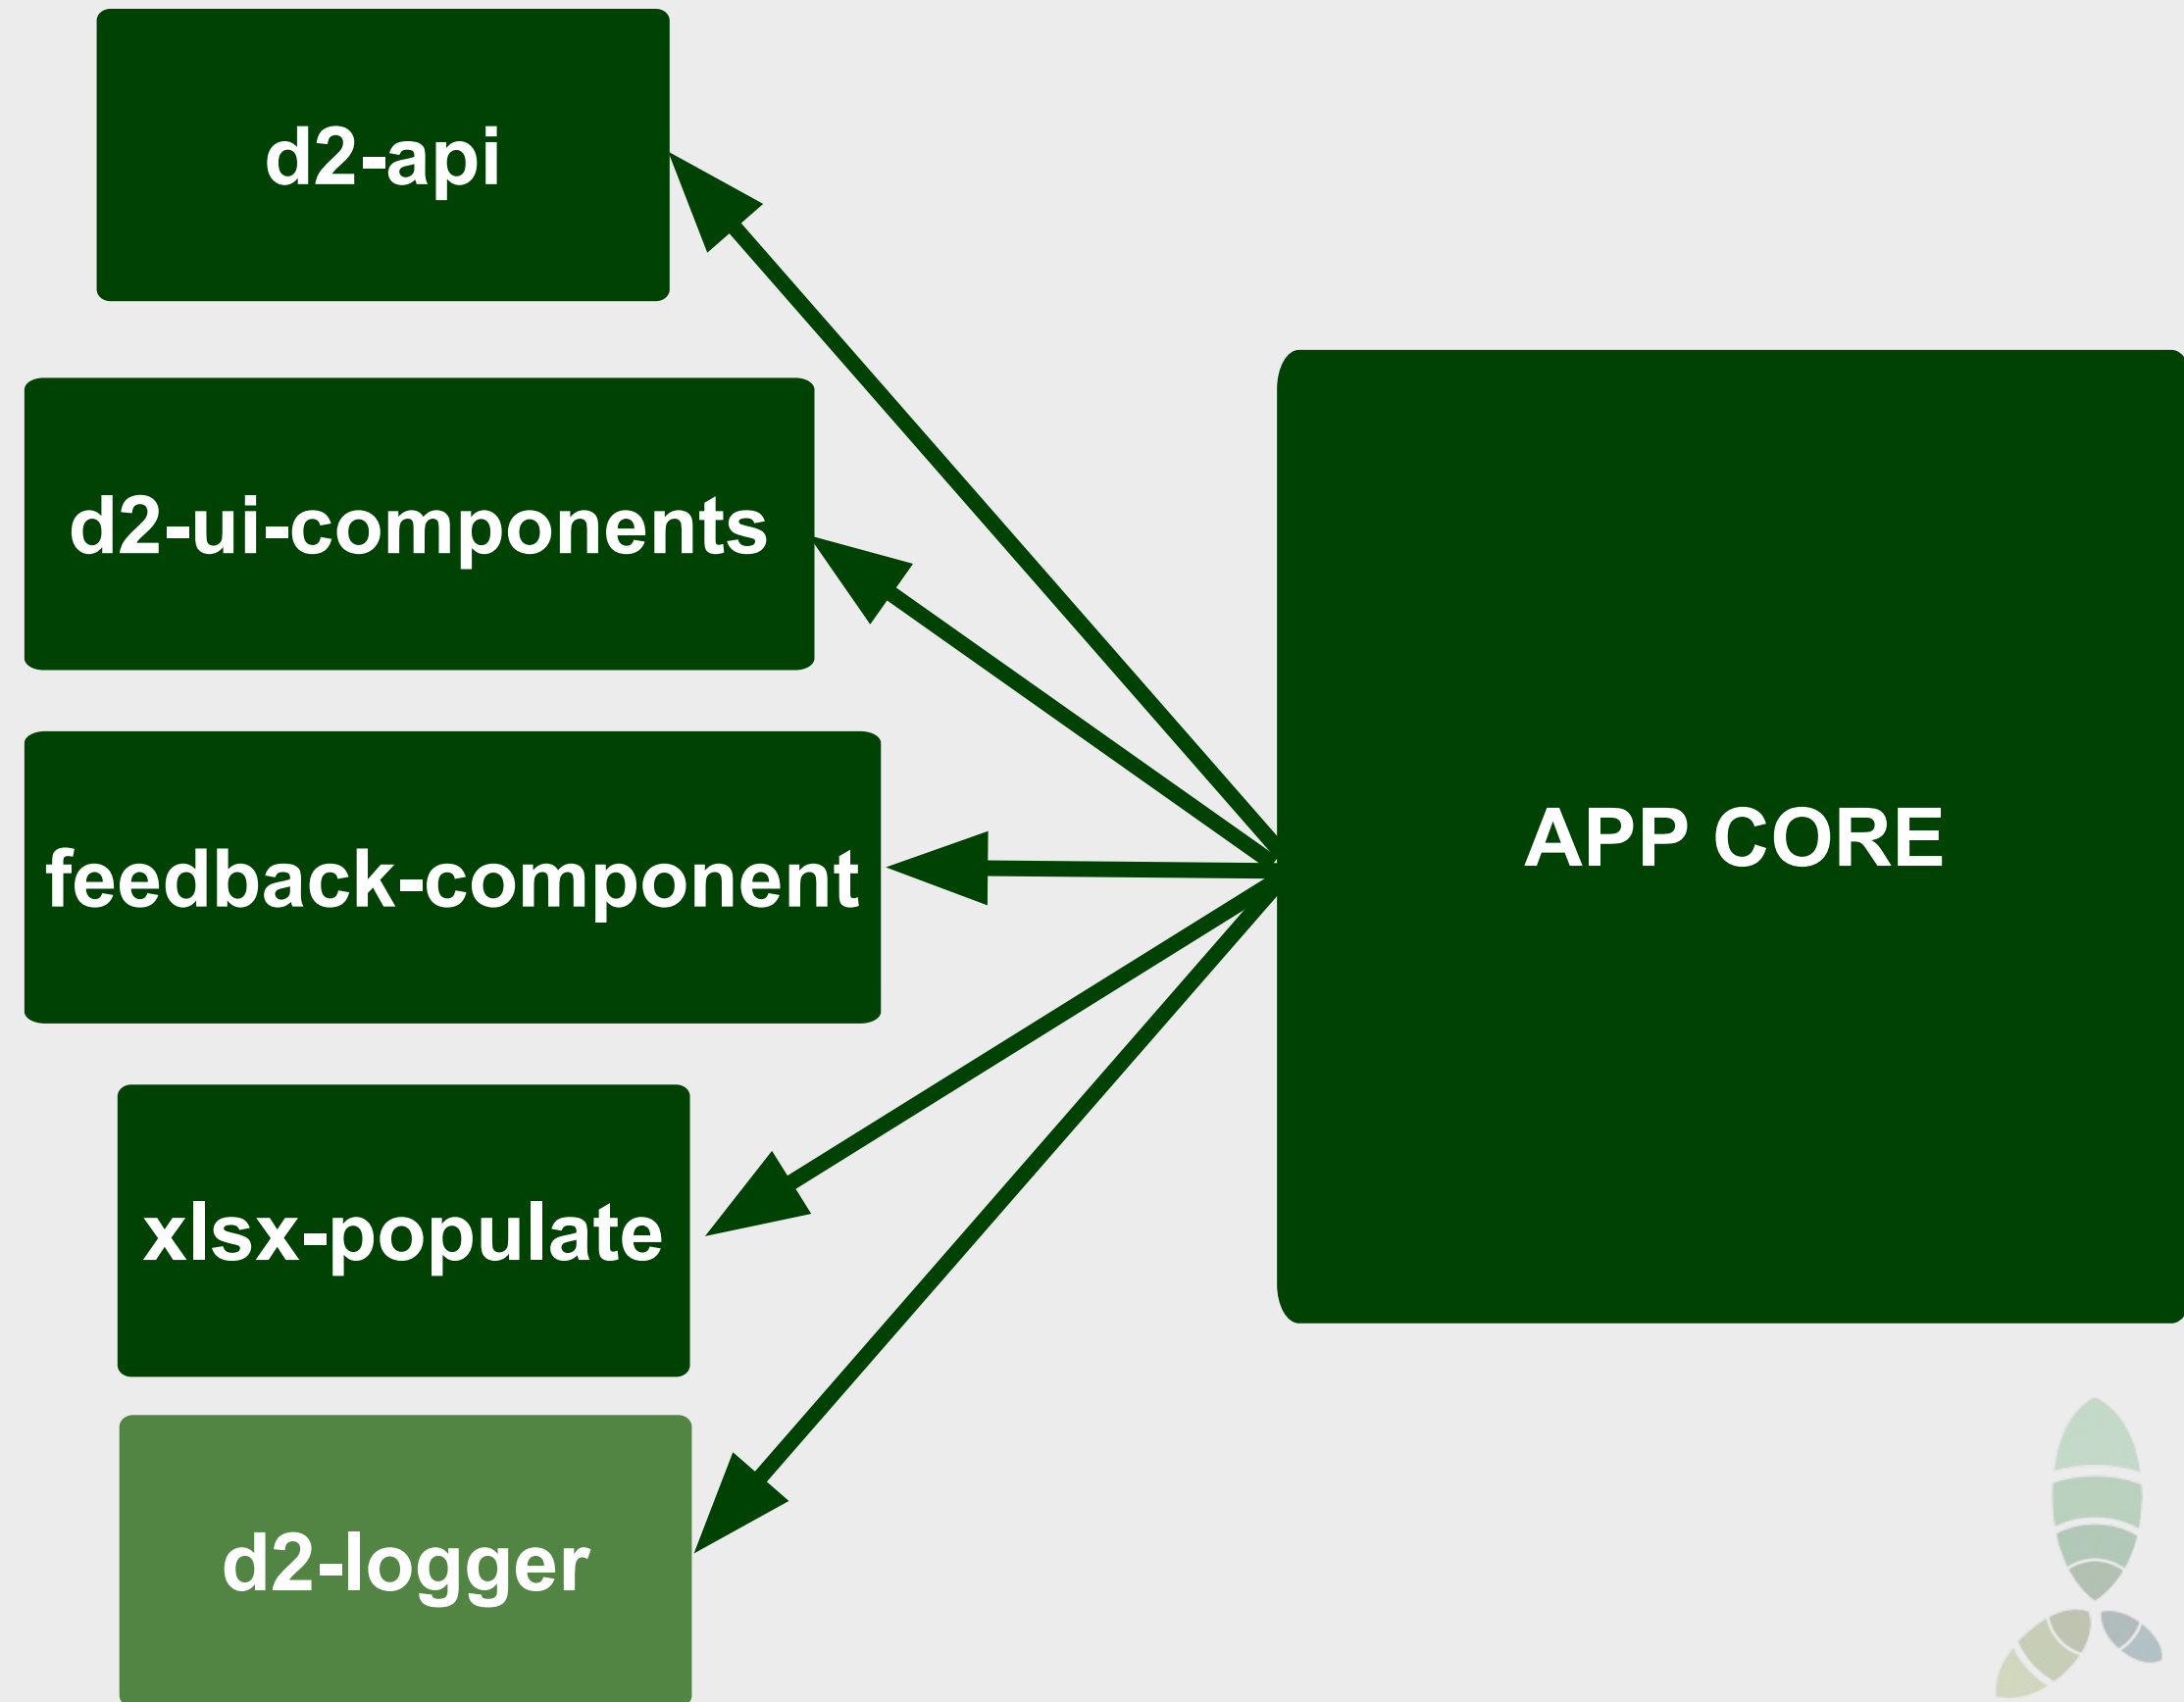 d2-api
d2-ui-components
feedback-component
APP CORE
xlsx-populate
d2-logger